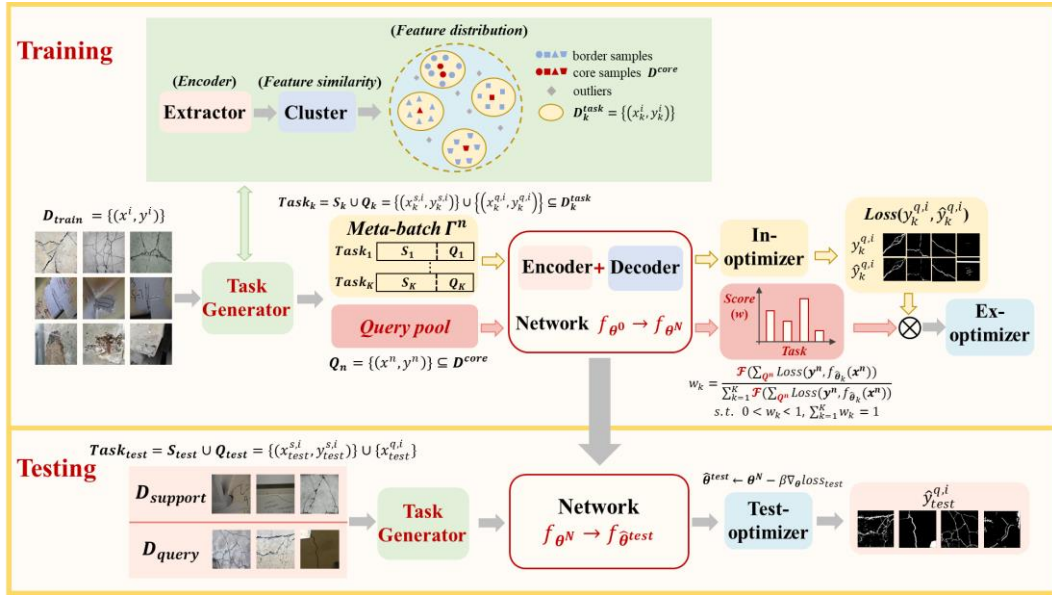 Training
(Feature distribution)
(Encoder)
(Feature similarity)
Extractor
Cluster
border samples
core samples D^core
outliers
D_k^task = {(x_k^i, y_k^i)}
D_train = {(x^i, y^i)}
Task Generator
Task_k = S_k ∪ Q_k = {(x_k^{s,i}, y_k^{s,i})} ∪ {(x_k^{q,i}, y_k^{q,i})} ⊆ D_k^task
Meta-batch Γ^n
Task_1 S_1 Q_1
Task_K S_K Q_K
Query pool
Q_n = {(x^n, y^n)} ⊆ D^core
Encoder+Decoder
Network f_θ^0 → f_θ^N
In-optimizer
Loss(y_k^{q,i}, ŷ_k^{q,i})
y_k^{q,i}
ŷ_k^{q,i}
Score (w)
Task
⊗
Ex-optimizer
w_k = F(∑_{Q^n} Loss(y^n, f_{θ̂_k}(x^n)) / ∑_{k=1}^K F(∑_{Q^n} Loss(y^n, f_{θ̂_k}(x^n))
s.t. 0 < w_k < 1, ∑_{k=1}^K w_k = 1
Testing
Task_test = S_test ∪ Q_test = {(x_test^{s,i}, y_test^{s,i})} ∪ {x_test^{q,i}}
D_support
D_query
Task Generator
Network
f_θ^N → f_θ̂^test
θ̂^test ← θ^N − β∇_θ loss_test
Test-optimizer
ŷ_test^{q,i}